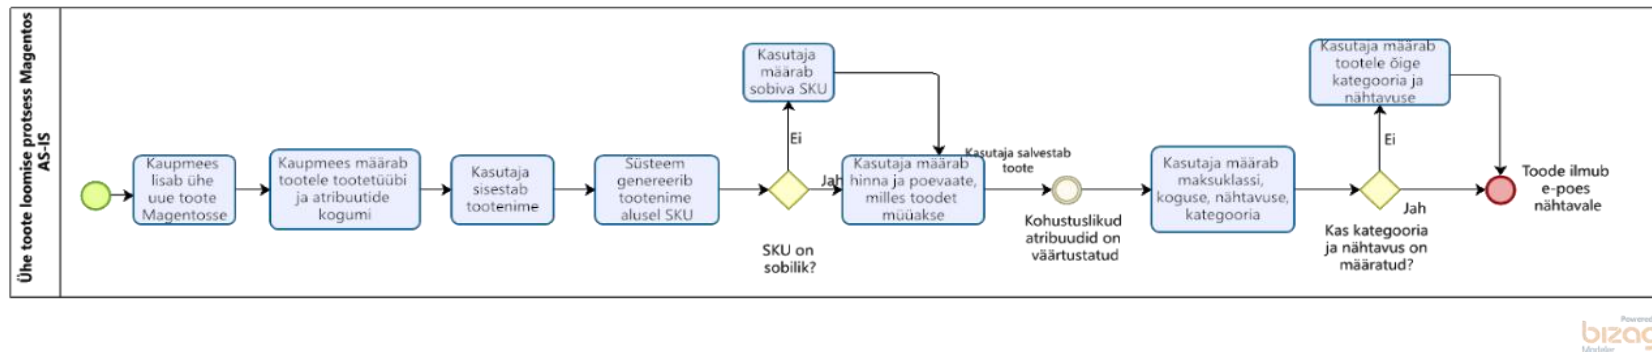 Ühe toote loomise protsess Magentos
AS-IS
Kaupmees
lisab ühe
uue toote
Magentosse
Kaupmees määrab
tootele tootetüübi
ja atribuutide
kogumi
Kasutaja
sisestab
tootenime
Süsteem
genereerib
tootenime
alusel SKU
SKU on
sobilik?
Ei
Kasutaja
määrab
sobiva SKU
Jah
Kasutaja määrab
hinna ja poevaate,
milles toodet
müüakse
Kasutaja salvestab
toote
Kohustuslikud
atribuudid on
väärtustatud
Kasutaja määrab
maksuklassi,
koguse, nähtavuse,
kategooria
Kas kategooria
ja nähtavus on
määratud?
Ei
Kasutaja määrab
tootele õige
kategooria ja
nähtavuse
Jah
Toode ilmub
e-poes
nähtavale
Powered
bizag
Modeler